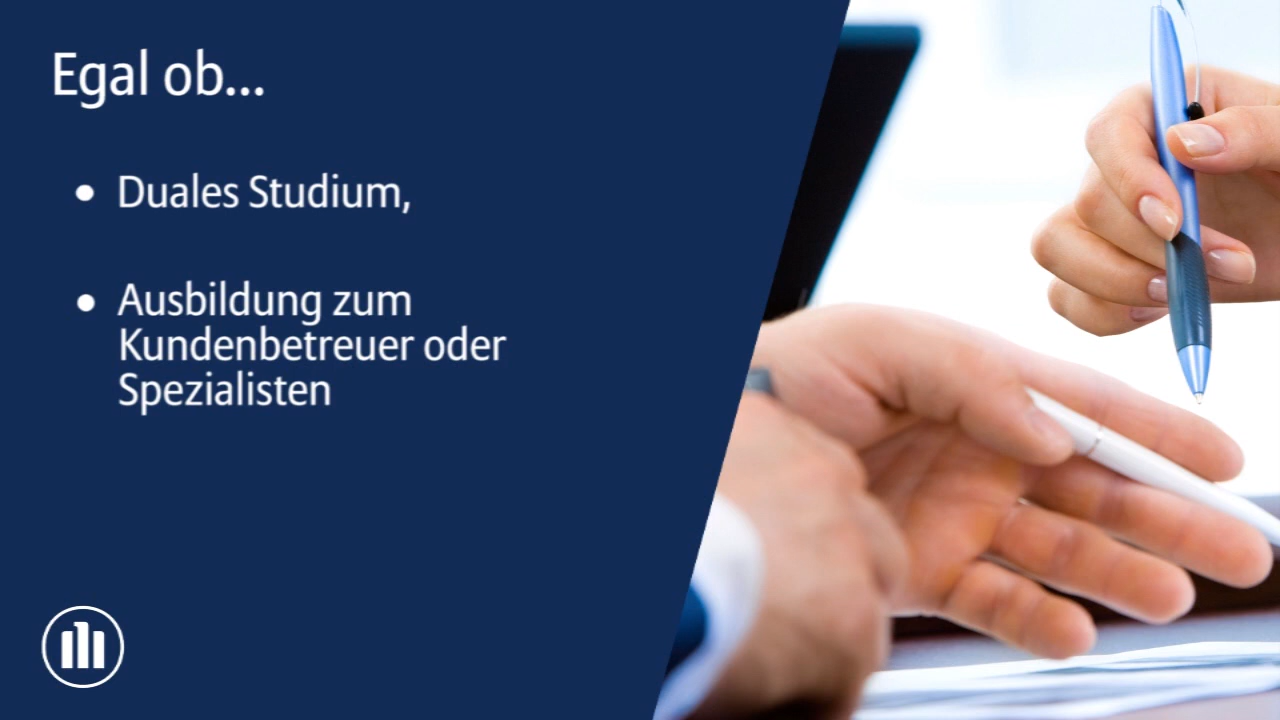 Egal ob...
• Duales Studium,
• Ausbildung zum
Kundenbetreuer oder
Spezialisten